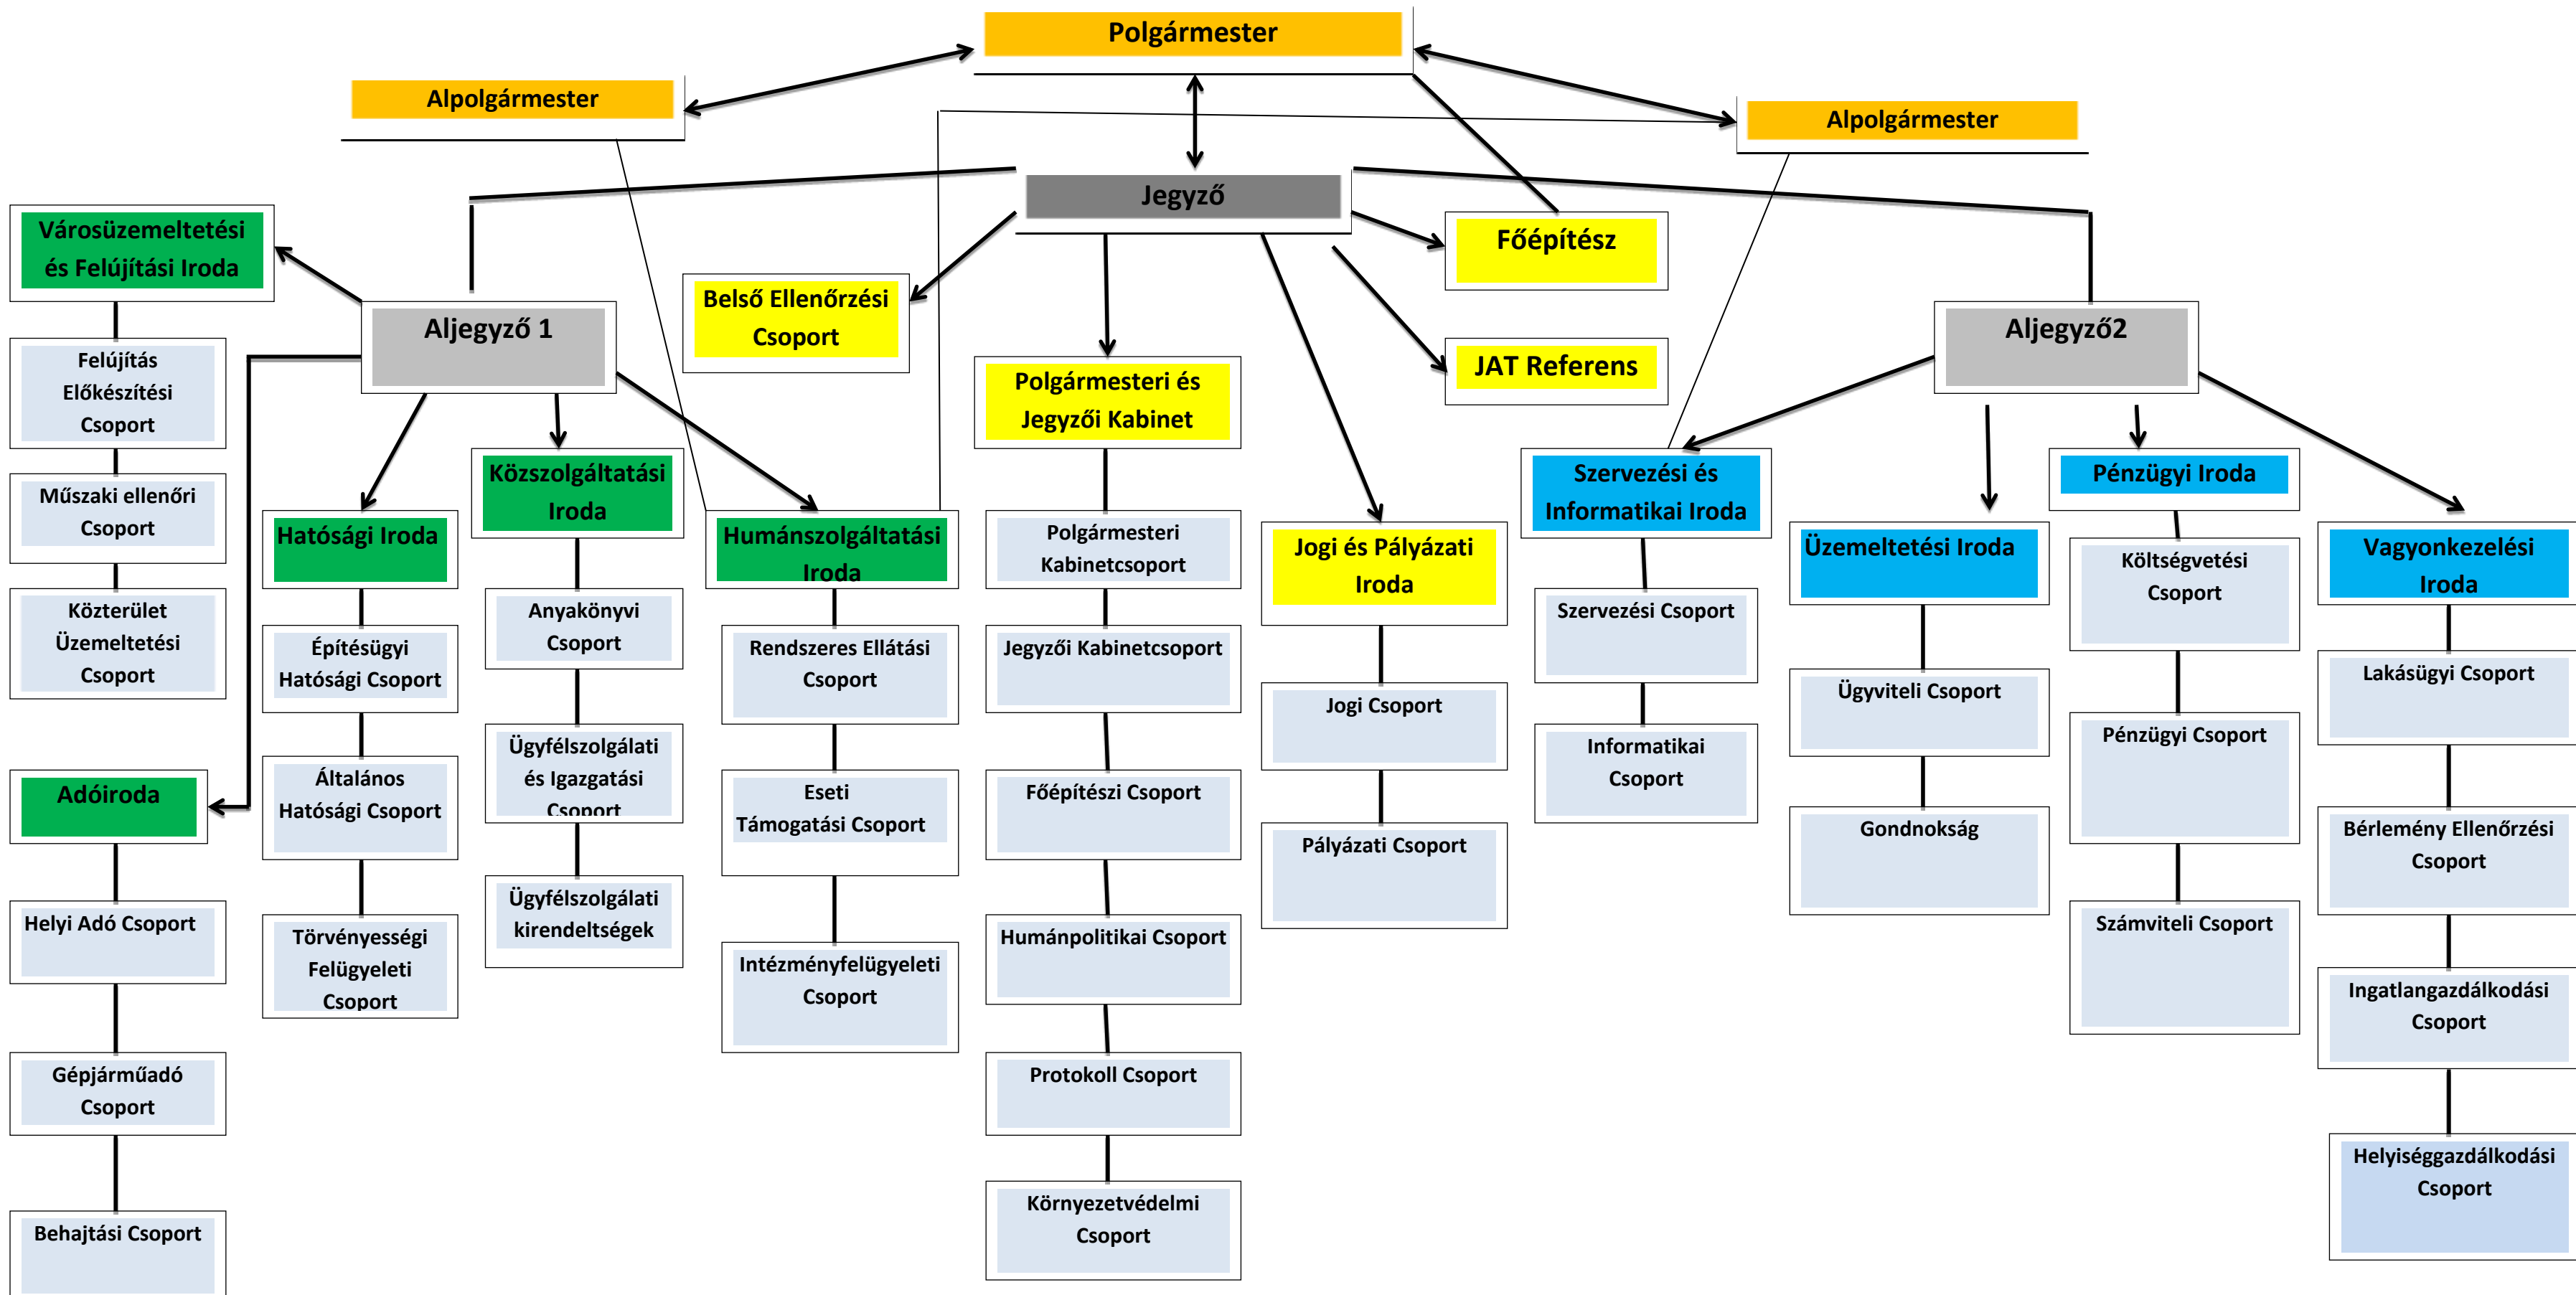 Polgármester
Alpolgármester
Alpolgármester
Jegyző
Városüzemeltetési
és Felújítási Iroda
Felújítás
Előkészítési
Csoport
Műszaki ellenőri
Csoport
Közterület
Üzemeltetési
Csoport
Adóiroda
Helyi Adó Csoport
Gépjárműadó
Csoport
Behajtási Csoport
Aljegyző 1
Hatósági Iroda
Építésügyi
Hatósági Csoport
Általános
Hatósági Csoport
Törvényességi
Felügyeleti
Csoport
Közszolgáltatási
Iroda
Anyakönyvi
Csoport
Ügyfélszolgálati
és Igazgatási
Csoport
Ügyfélszolgálati
kirendeltségek
Humánszolgáltatási
Iroda
Rendszeres Ellátási
Csoport
Eseti
Támogatási Csoport
Intézményfelügyeleti
Csoport
Belső Ellenőrzési
Csoport
Polgármesteri és
Jegyzői Kabinet
Polgármesteri
Kabinetcsoport
Jegyzői Kabinetcsoport
Főépítészi Csoport
Humánpolitikai Csoport
Protokoll Csoport
Környezetvédelmi
Csoport
Jogi és Pályázati
Iroda
Jogi Csoport
Pályázati Csoport
Főépítész
JAT Referens
Aljegyző2
Szervezési és
Informatikai Iroda
Szervezési Csoport
Informatikai
Csoport
Üzemeltetési Iroda
Ügyviteli Csoport
Gondnokság
Pénzügyi Iroda
Költségvetési
Csoport
Pénzügyi Csoport
Számviteli Csoport
Vagyonkezelési
Iroda
Lakásügyi Csoport
Bérlemény Ellenőrzési
Csoport
Ingatlangazdálkodási
Csoport
Helyiséggazdálkodási
Csoport